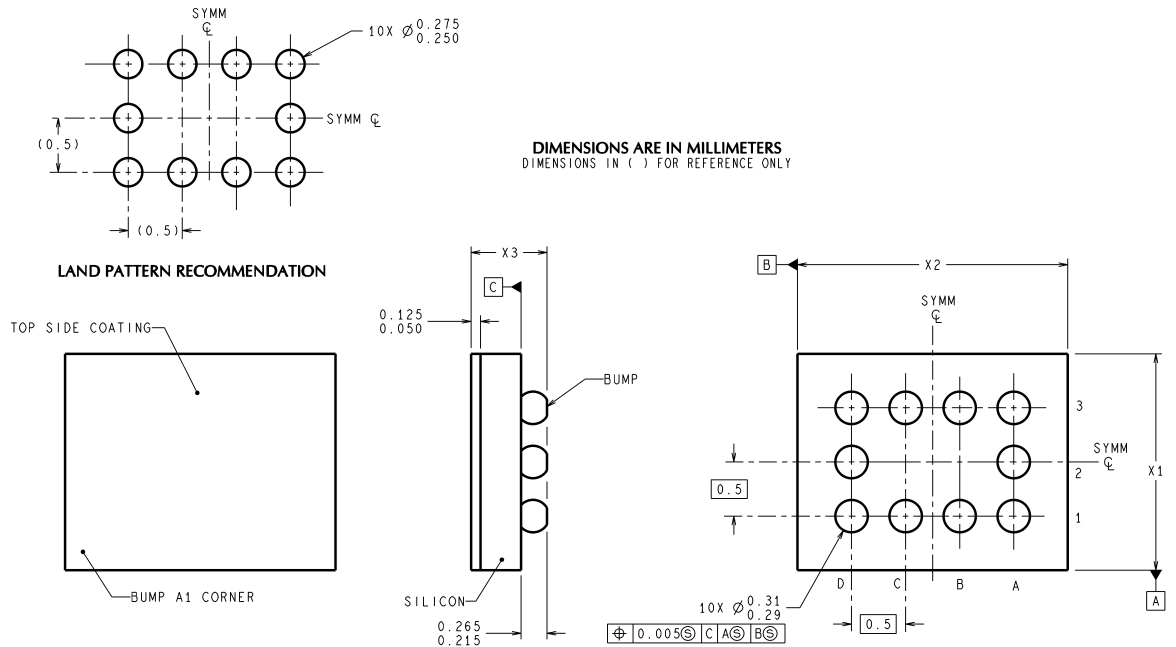 SYMM
℄
10X Ø 0.275
0.250
SYMM ℄
(0.5)
(0.5)
LAND PATTERN RECOMMENDATION
DIMENSIONS ARE IN MILLIMETERS
DIMENSIONS IN ( ) FOR REFERENCE ONLY
TOP SIDE COATING
BUMP A1 CORNER
X3
C
0.125
0.050
BUMP
SILICON
0.265
0.215
B
X2
SYMM
℄
3
SYMM
℄
2
X1
1
0.5
D C B A
A
10X Ø 0.31
0.29
0.5
⌖ 0.005Ⓢ C AⓈ BⓈ